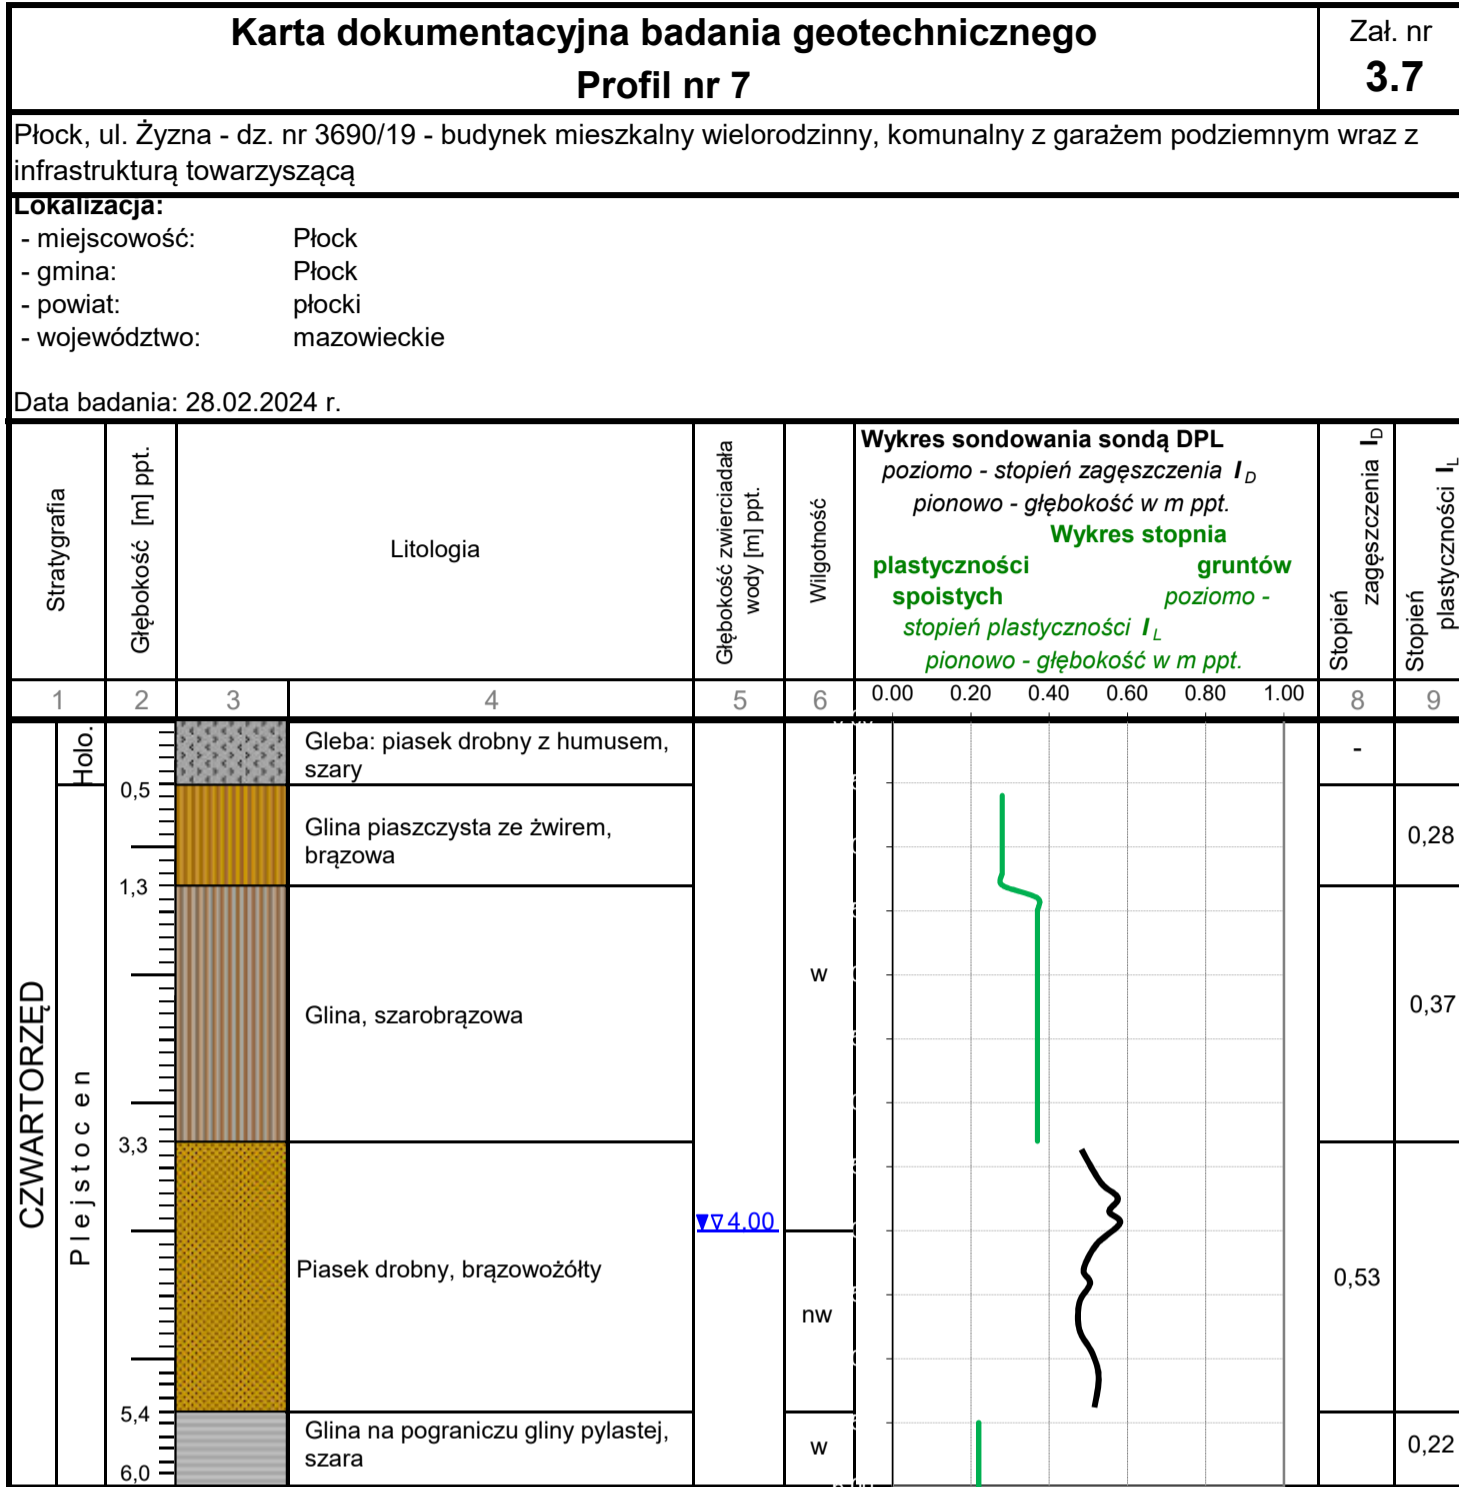 Karta dokumentacyjna badania geotechnicznego
Profil nr 7
Zał. nr
3.7
Płock, ul. Żyzna - dz. nr 3690/19 - budynek mieszkalny wielorodzinny, komunalny z garażem podziemnym wraz z
infrastrukturą towarzyszącą
Lokalizacja:
- miejscowość: Płock
- gmina: Płock
- powiat: płocki
- województwo: mazowieckie
Data badania: 28.02.2024 r.
Stratygrafia
Głębokość [m] ppt.
Litologia
Głębokość zwierciadała
wody [m] ppt.
Wilgotność
Wykres sondowania sondą DPL
poziomo - stopień zagęszczenia I D
pionowo - głębokość w m ppt.
Wykres stopnia
plastyczności gruntów
spoistych poziomo -
stopień plastyczności I L
pionowo - głębokość w m ppt.
Stopień
zagęszczenia I D
Stopień
plastyczności I L
1 2 3 4 5 6 0.00 0.20 0.40 0.60 0.80 1.00 8 9
CZWARTORZĘD
Holo.
Plejstocen
Gleba: piasek drobny z humusem,
szary
-
0,5
Glina piaszczysta ze żwirem,
brązowa
0,28
1,3
Glina, szarobrązowa
w
0,37
3,3
4.00
Piasek drobny, brązowożółty
nw
0,53
5,4
Glina na pograniczu gliny pylastej,
szara
w
0,22
6,0